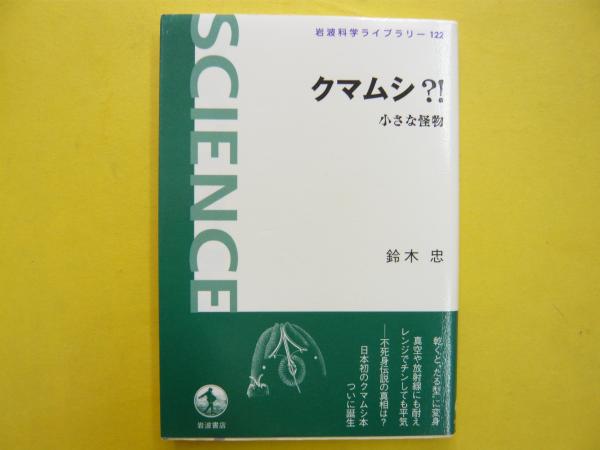 岩波科学ライブラリー 122
SCIENCE
クマムシ?!
小さな怪物
鈴木 忠
乾くと"たる型"に変身
真空や放射線にも耐え
レンジでチンしても平気
──不死身伝説の真相は?
日本初のクマムシ本
ついに誕生
岩波書店